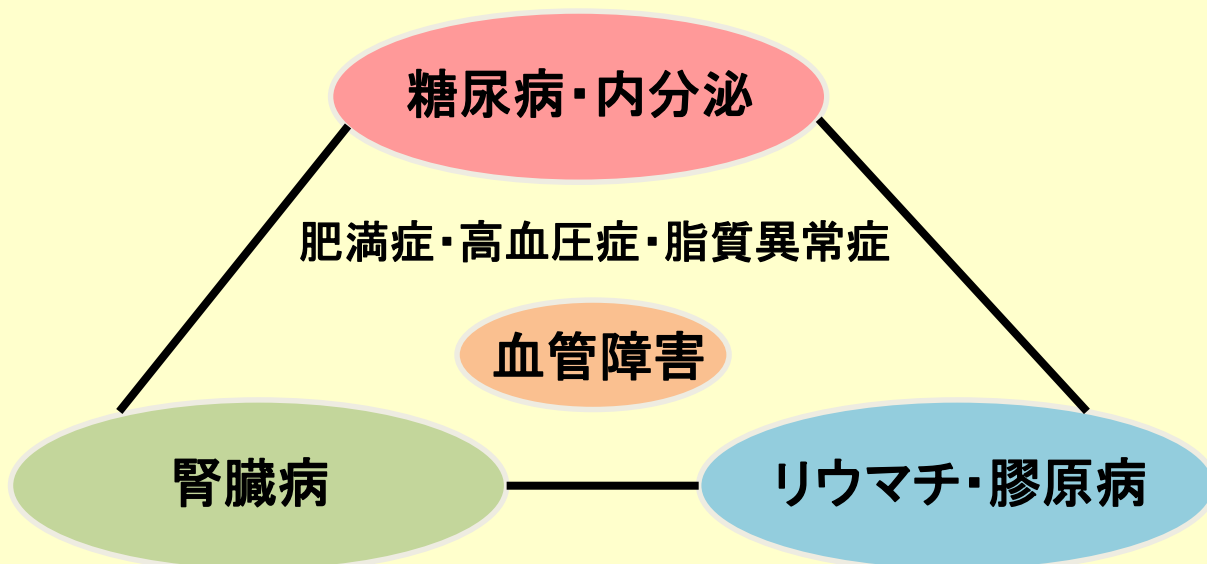 糖尿病・内分泌
肥満症・高血圧症・脂質異常症
血管障害
腎臓病
リウマチ・膠原病